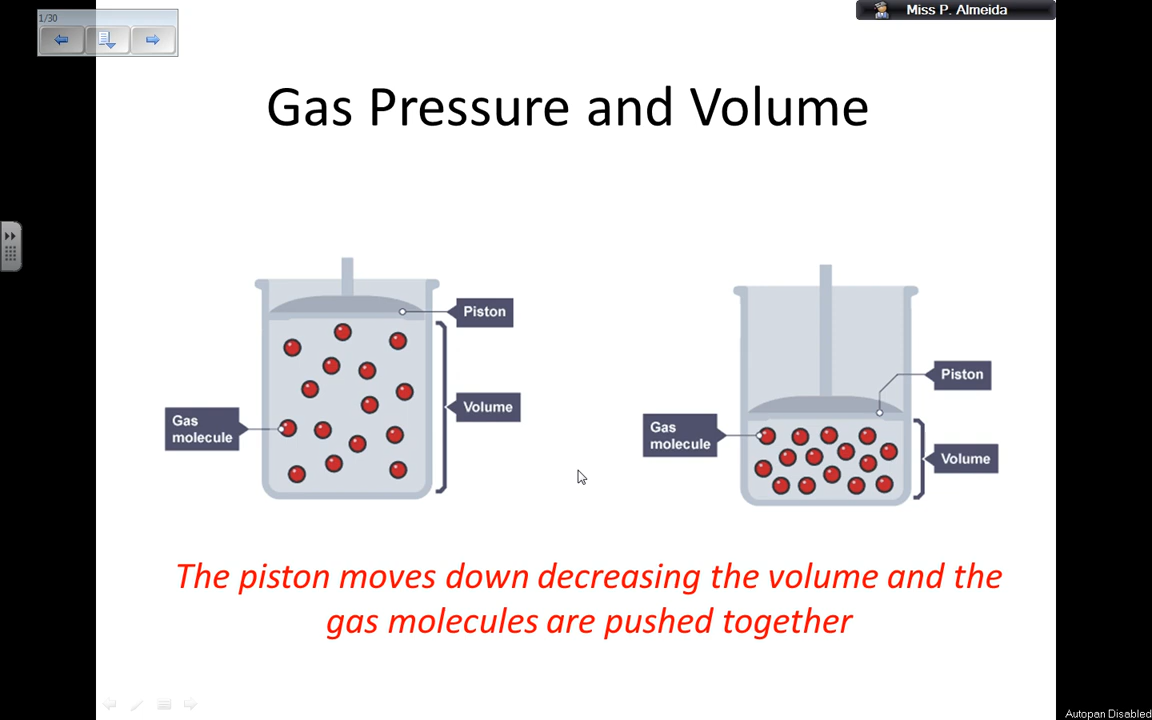 1/30
Miss P. Almeida
Gas Pressure and Volume
Piston
Volume
Gas
molecule
Piston
Gas
molecule
Volume
The piston moves down decreasing the volume and the
gas molecules are pushed together
Autopan Disabled